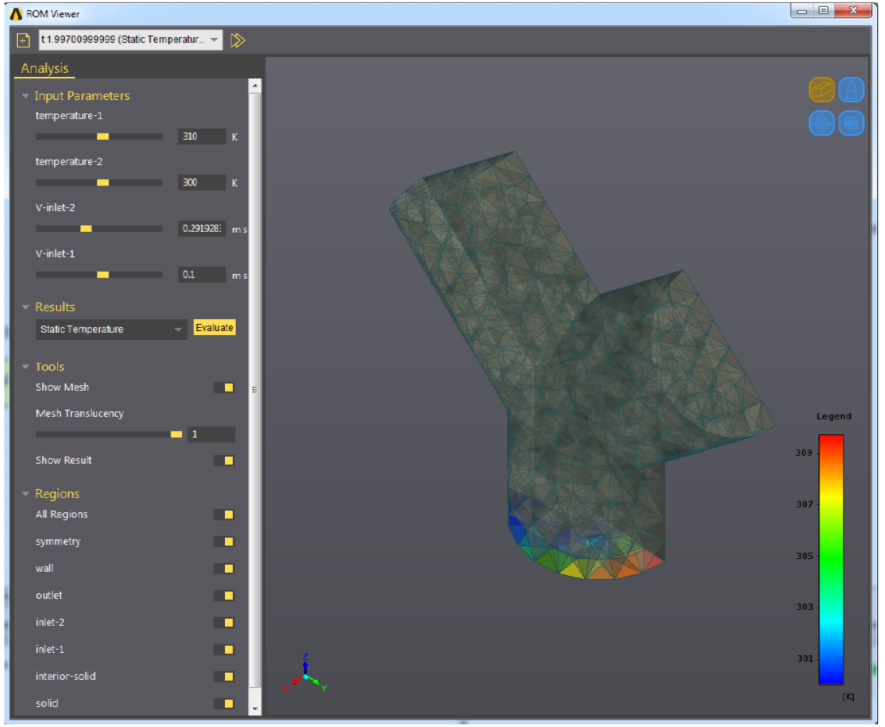 ROM Viewer
t:1.99700999999 (Static Temperatur...
Analysis
Input Parameters
temperature-1
310 K
temperature-2
300 K
V-inlet-2
0.2919283 m s
V-inlet-1
0.1 m s
Results
Static Temperature
Evaluate
Tools
Show Mesh
Mesh Translucency
1
Show Result
Regions
All Regions
symmetry
wall
outlet
inlet-2
inlet-1
interior-solid
solid
Legend
309
307
305
303
301
[K]
Z
X
Y